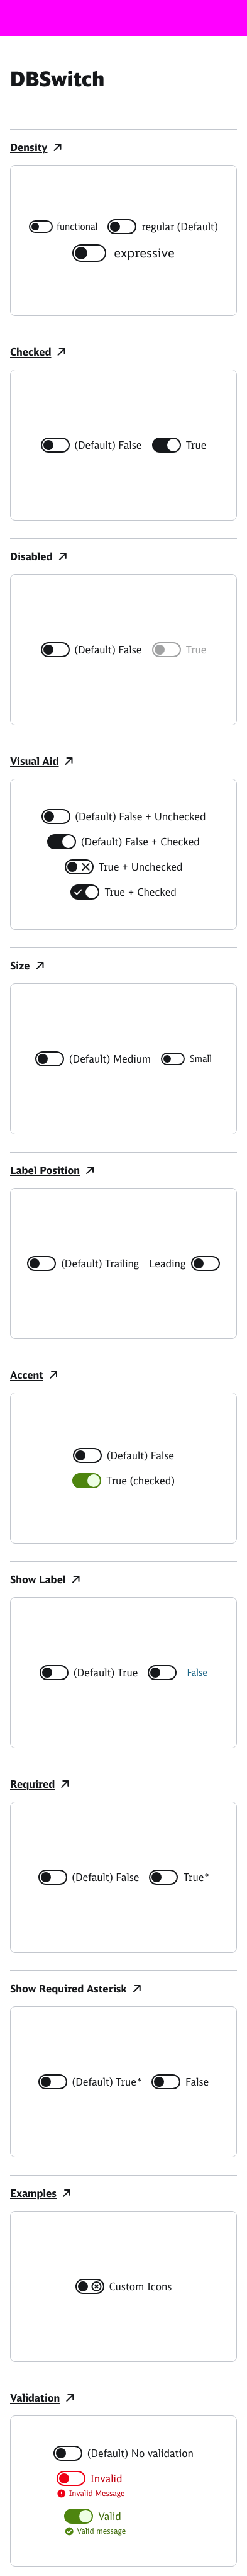 DBSwitch
Density
functional
regular (Default)
expressive
Checked
(Default) False
True
Disabled
(Default) False
True
Visual Aid
(Default) False + Unchecked
(Default) False + Checked
True + Unchecked
True + Checked
Size
(Default) Medium
Small
Label Position
(Default) Trailing
Leading
Accent
(Default) False
True (checked)
Show Label
(Default) True
False
Required
(Default) False
True*
Show Required Asterisk
(Default) True*
False
Examples
Custom Icons
Validation
(Default) No validation
Invalid
Invalid Message
Valid
Valid message